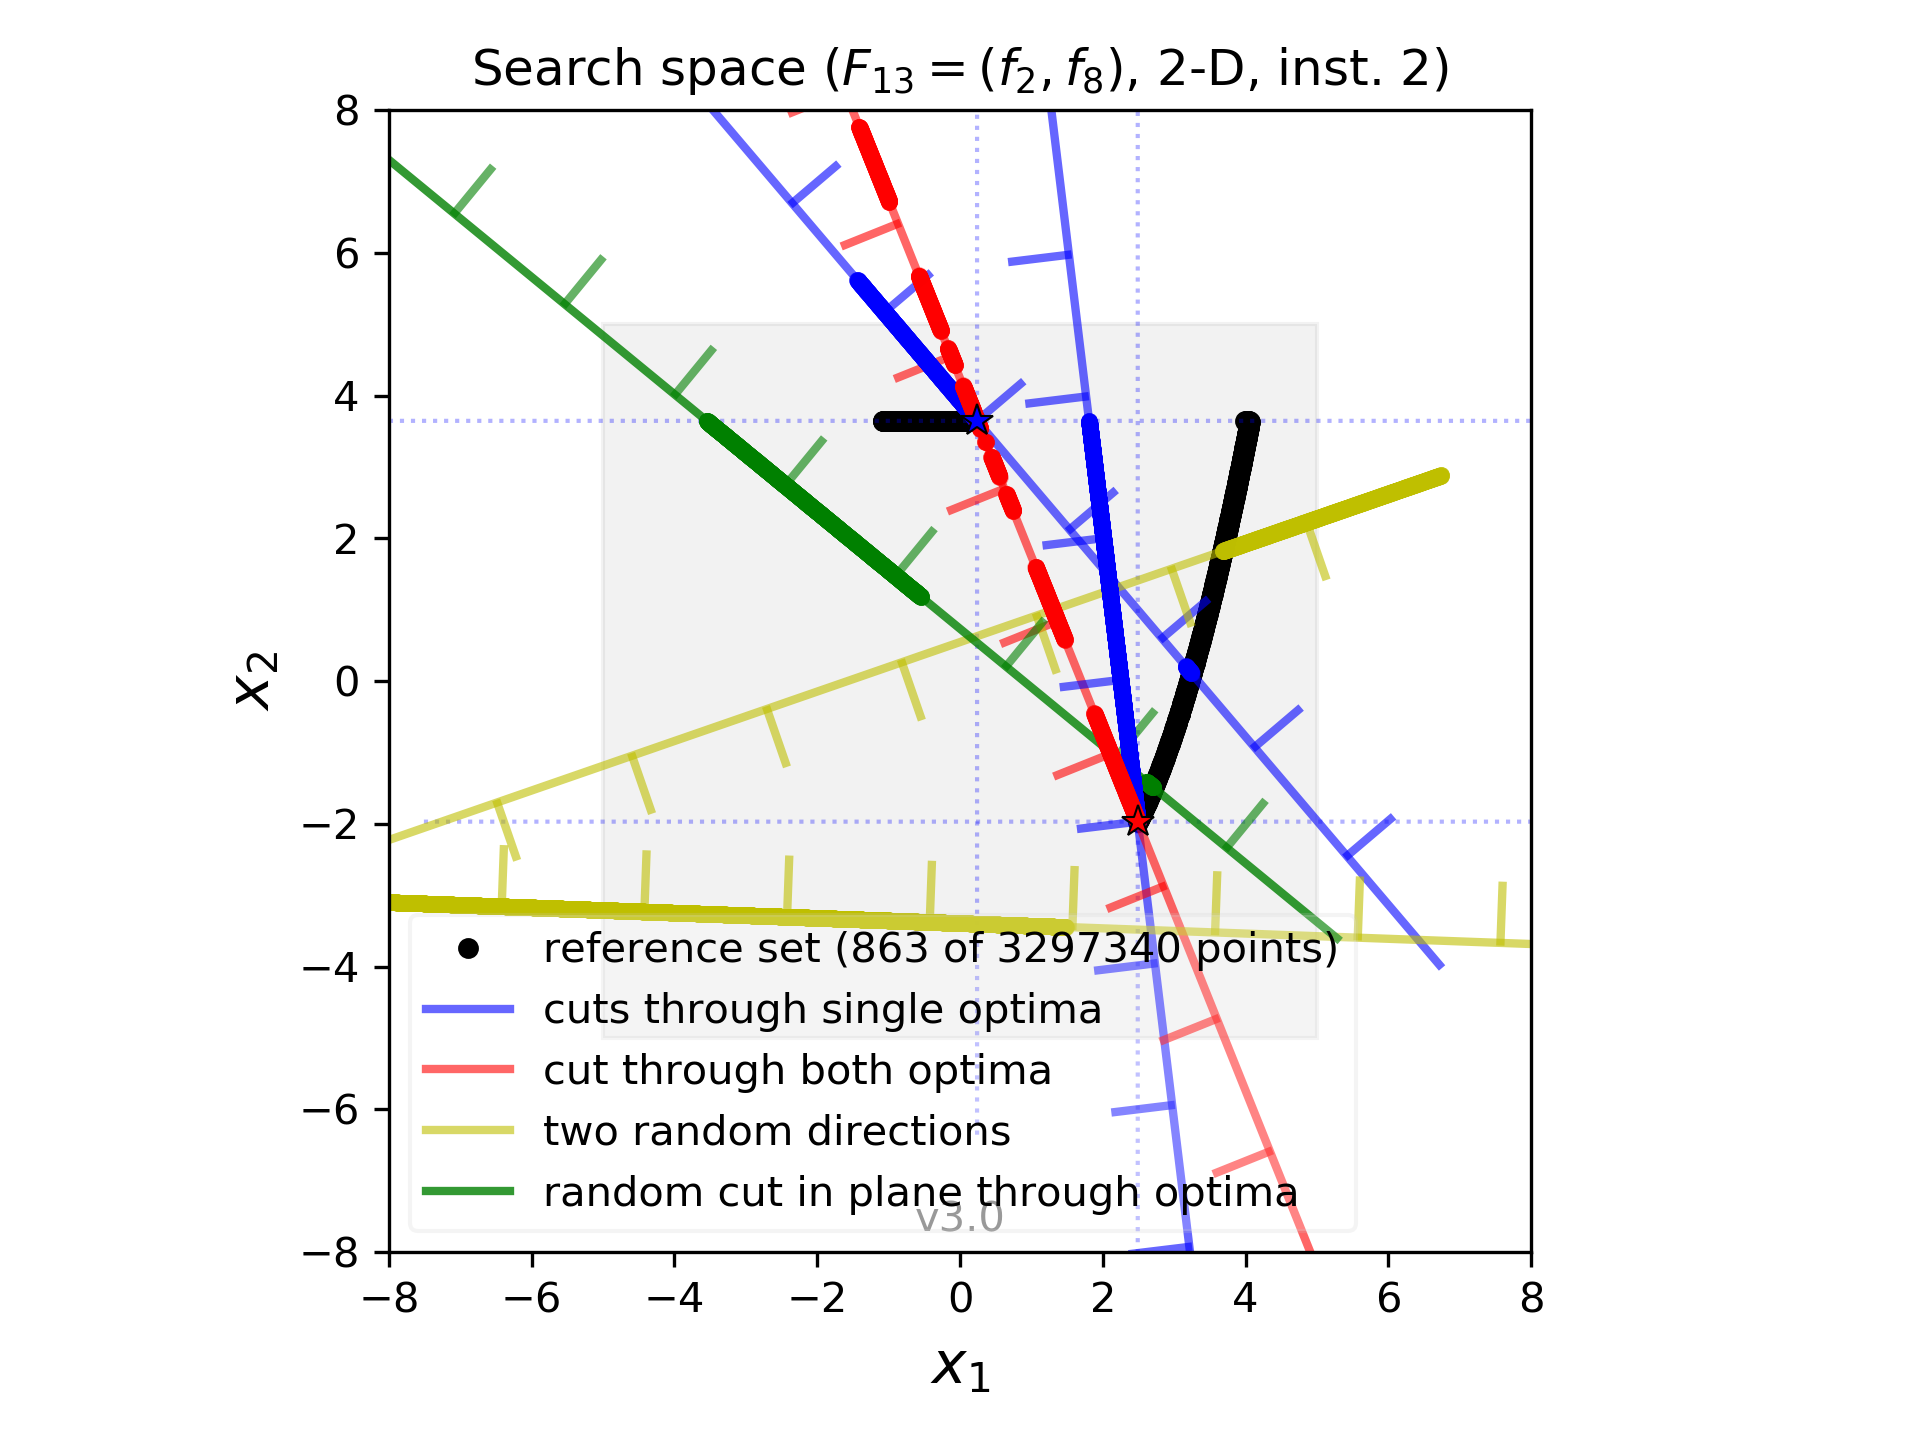 Search space (F13 = (f2, f8), 2-D, inst. 2)
8
6
4
2
0
−2
−4
−6
−8
x2
reference set (863 of 3297340 points)
cuts through single optima
cut through both optima
two random directions
random cut in plane through optima
v3.0
−8 −6 −4 −2 0 2 4 6 8
x1